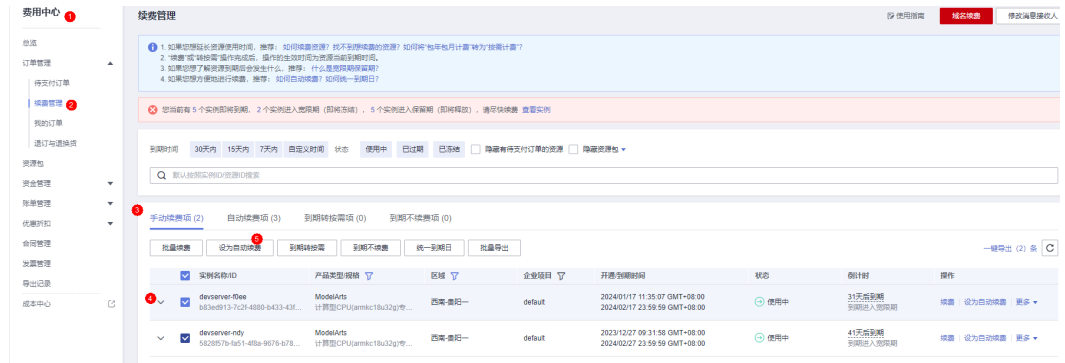 费用中心
1
总览
订单管理
待支付订单
续费管理
2
我的订单
退订与退换货
资源包
资金管理
账单管理
优惠折扣
合同管理
发票管理
导出记录
成本中心
续费管理
使用指南
域名续费
修改消息接收人
1. 如果您想延长资源使用时间，推荐： 如何续费资源？找不到想续费的资源？如何将“包年包月计费”转为“按需计费”？
2. “续费”或“转按需”操作完成后，操作的生效时间为资源当前到期时间。
3. 如果您想了解资源到期后会发生什么，推荐： 什么是宽限期保留期？
4. 如果您想方便地进行续费，推荐： 如何自动续费？如何统一到期日？
您当前有 5 个实例即将到期， 2 个实例进入宽限期（即将冻结）， 5 个实例进入保留期（即将释放），请尽快续费 查看实例
到期时间 30天内 15天内 7天内 自定义时间 状态 使用中 已过期 已冻结 隐藏有待支付订单的资源 隐藏资源包
默认按照实例ID/资源ID搜索
3
手动续费项 (2) 自动续费项 (3) 到期转按需项 (0) 到期不续费项 (0)
5
批量续费 设为自动续费 到期转按需 到期不续费 统一到期日 批量导出 一键导出（2）条
实例名称/ID 产品类型/规格 区域 企业项目 开通/到期时间 状态 倒计时 操作
4
devserver-f0ee ModelArts 西南-贵阳一 default 2024/01/17 11:35:07 GMT+08:00 使用中 31天后到期 续费 设为自动续费 更多
b83ed913-7c2f-4880-b433-43f... 计算型CPU(armkc18u32g)专... 2024/02/17 23:59:59 GMT+08:00 到期进入宽限期
devserver-ndy ModelArts 西南-贵阳一 default 2023/12/27 09:31:58 GMT+08:00 使用中 41天后到期 续费 设为自动续费 更多
5828f57b-fa51-4f8a-9676-b78... 计算型CPU(armkc18u32g)专... 2024/02/27 23:59:59 GMT+08:00 到期进入宽限期